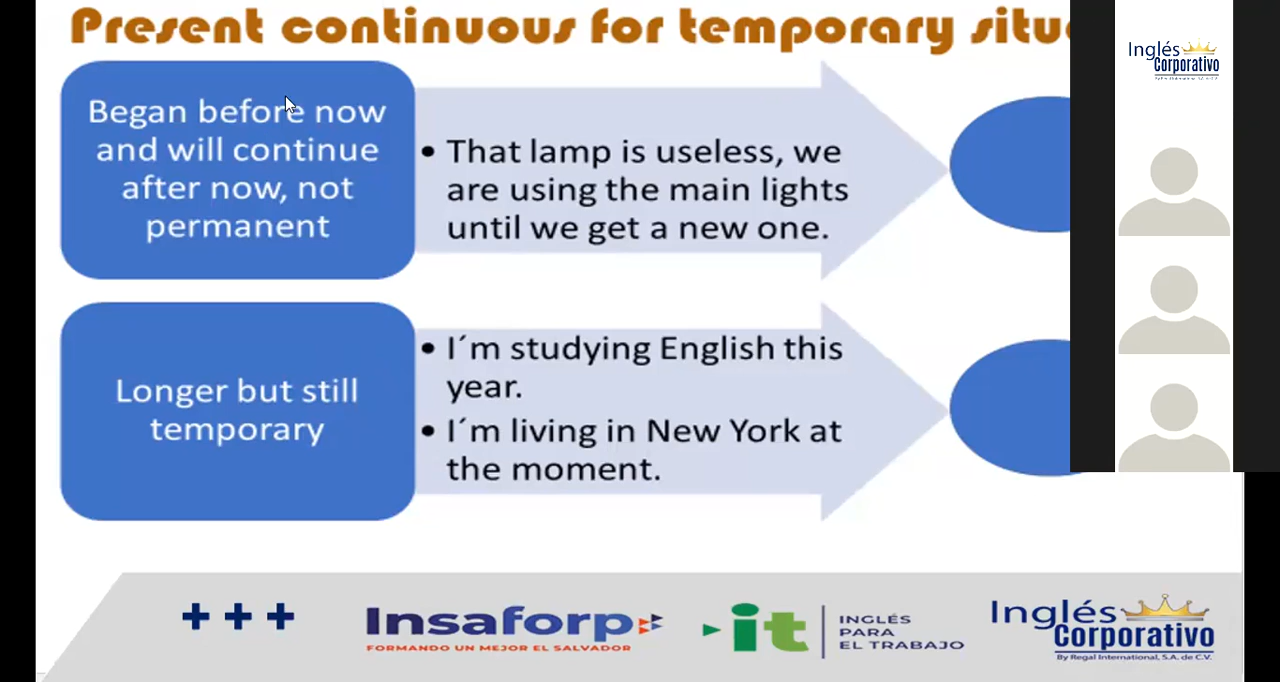 Present continuous for temporary situ
Began before now
and will continue
after now, not
permanent
• That lamp is useless, we
are using the main lights
until we get a new one.
Longer but still
temporary
• I´m studying English this
year.
• I´m living in New York at
the moment.
Inglés
Corporativo
+++
Insaforp
FORMANDO UN MEJOR EL SALVADOR
it
INGLÉS
PARA
EL TRABAJO
Inglés
Corporativo
By Regal International, S.A. de C.V.